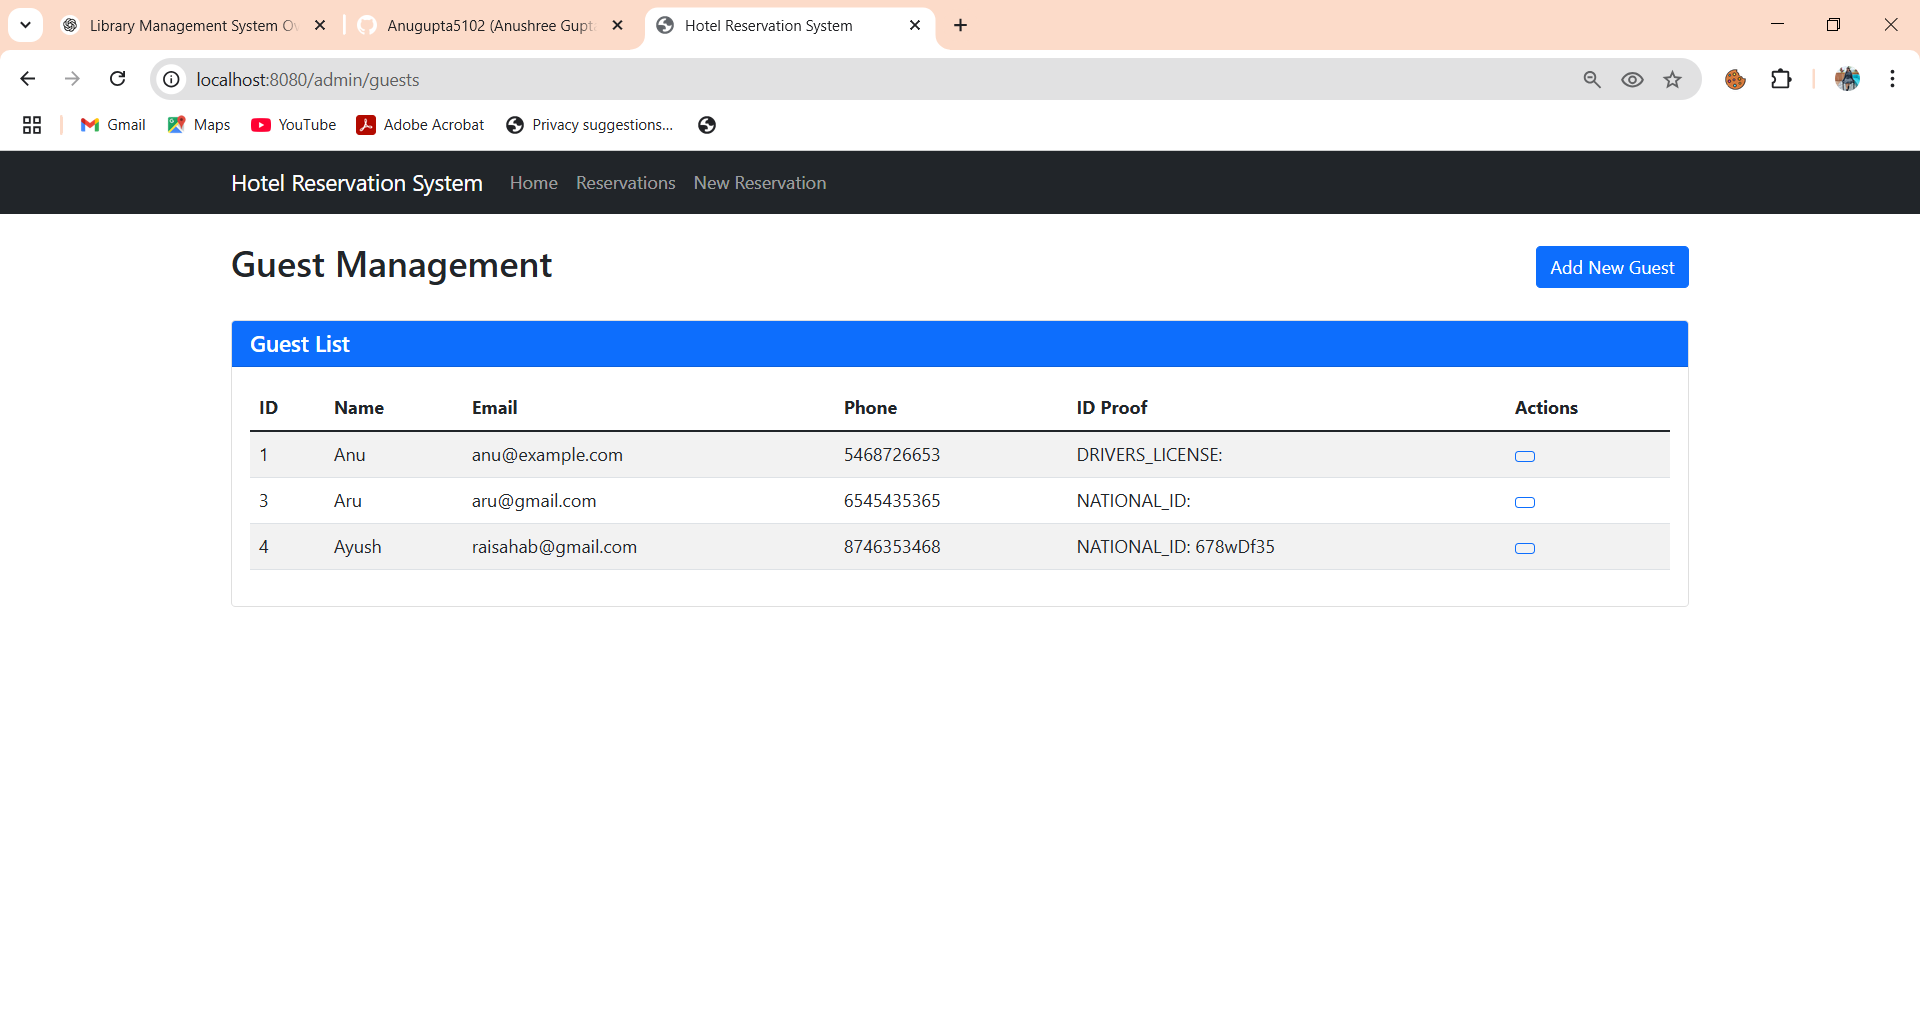 Library Management System Ov
Anugupta5102 (Anushree Gupta
Hotel Reservation System
localhost:8080/admin/guests
Gmail
Maps
YouTube
Adobe Acrobat
Privacy suggestions...
Hotel Reservation System Home Reservations New Reservation
Guest Management
Add New Guest
Guest List
ID Name Email Phone ID Proof Actions
1 Anu anu@example.com 5468726653 DRIVERS_LICENSE:
3 Aru aru@gmail.com 6545435365 NATIONAL_ID:
4 Ayush raisahab@gmail.com 8746353468 NATIONAL_ID: 678wDf35